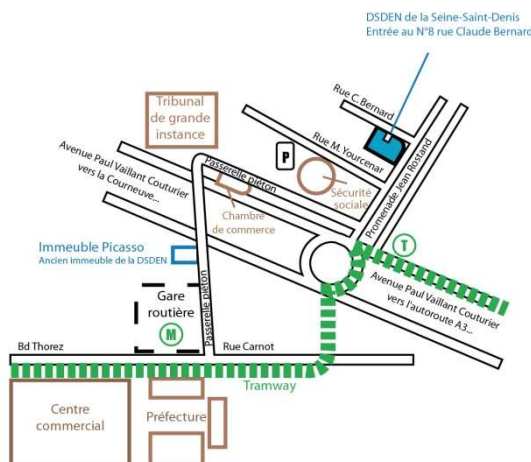 DSDEN de la Seine-Saint-Denis
Entrée au N°8 rue Claude Bernard
Rue C. Bernard
Tribunal
de grande
instance
Rue M. Yourcenar
P
Avenue Paul Vaillant Couturier
vers la Courneuve...
Passerelle piéton
Sécurité
sociale
Promenade Jean Rostand
Chambre
de commerce
T
Immeuble Picasso
Ancien immeuble de la DSDEN
Avenue Paul Vaillant Couturier
vers l'autoroute A3...
Gare
routière
M
Passerelle piéton
Bd Thorez
Rue Carnot
Tramway
Centre
commercial
Préfecture